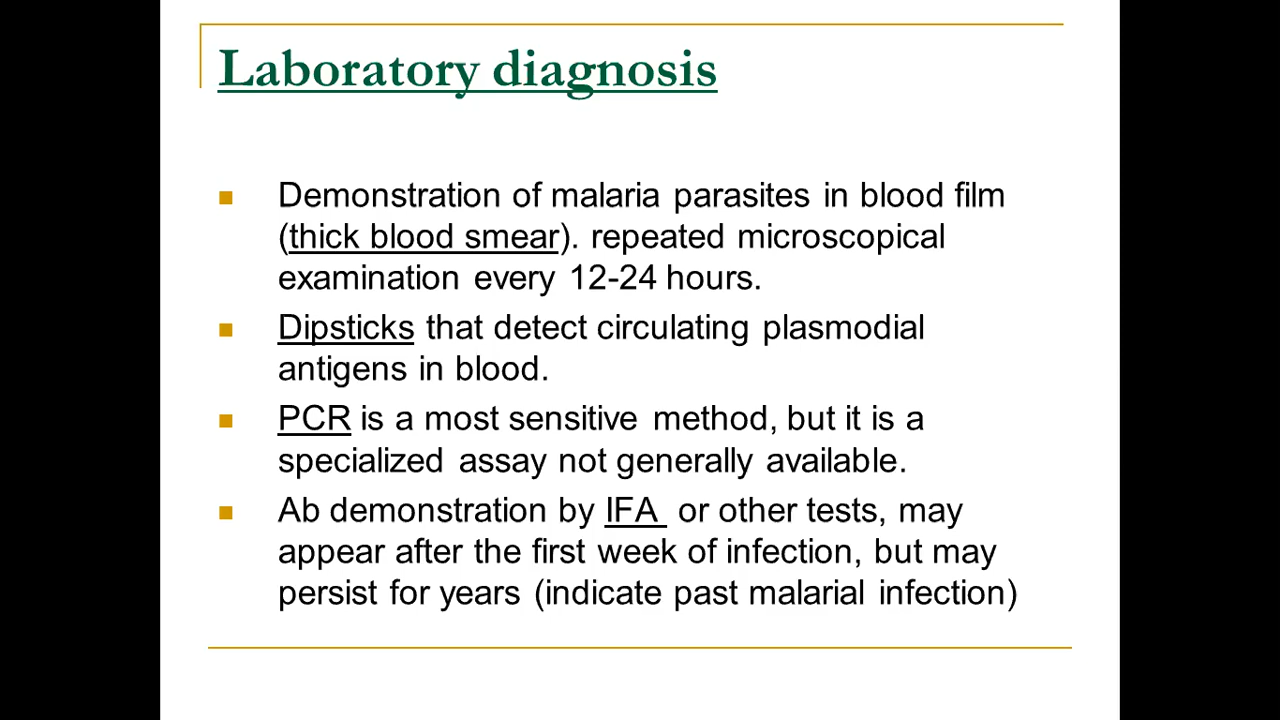 Laboratory diagnosis
Demonstration of malaria parasites in blood film
(thick blood smear). repeated microscopical
examination every 12-24 hours.
Dipsticks that detect circulating plasmodial
antigens in blood.
PCR is a most sensitive method, but it is a
specialized assay not generally available.
Ab demonstration by IFA or other tests, may
appear after the first week of infection, but may
persist for years (indicate past malarial infection)